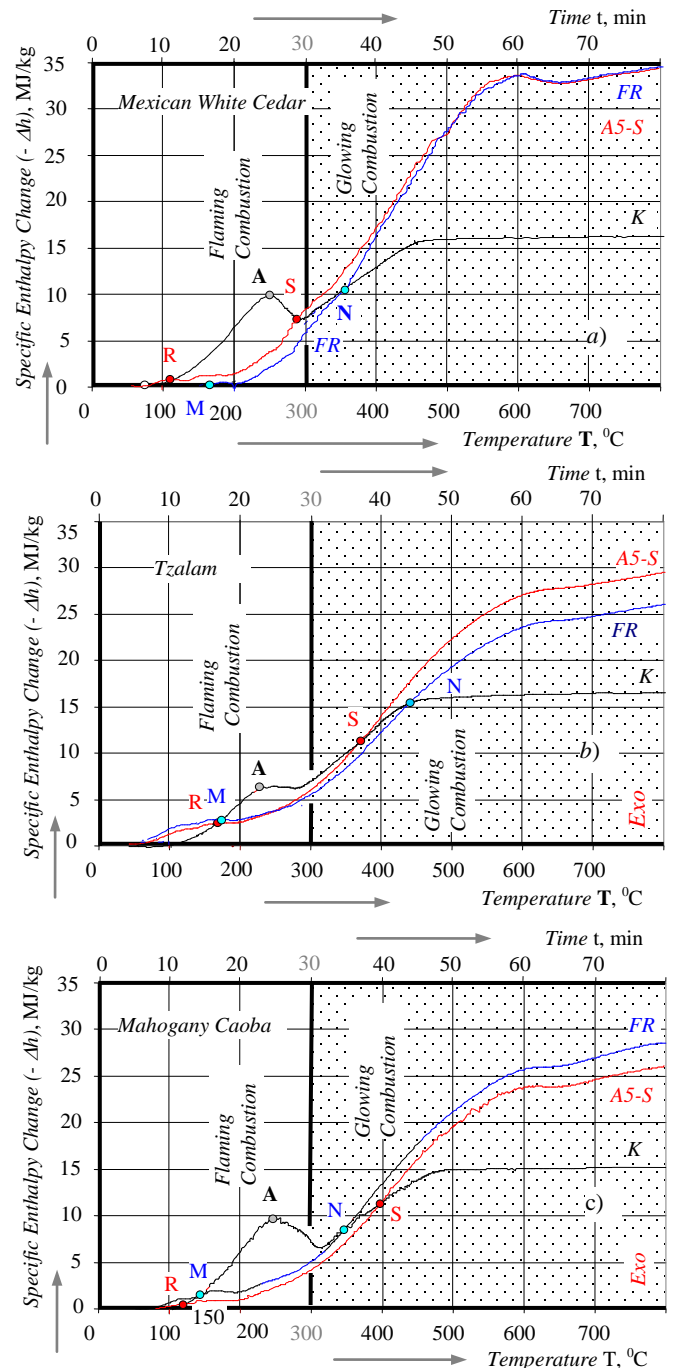 Time t, min
0 10 20 30 40 50 60 70
35
Mexican White Cedar
FR
30
A5-S
Flaming
Combustion
Glowing
Combustion
25
20
K
15
A
10
S
N
R
5
FR
a)
0
M
0 100 200 300 400 500 600 700
Temperature T, ⁰C
Specific Enthalpy Change (- Δh), MJ/kg
Time t, min
0 10 20 30 40 50 60 70
35
Tzalam
A5-S
30
FR
25
Flaming
Combustion
20
N
K
15
S
b)
10
A
Glowing
Combustion
Exo
R M
5
0
0 100 200 300 400 500 600 700
Temperature T, ⁰C
Specific Enthalpy Change (- Δh), MJ/kg
Time t, min
0 10 20 30 40 50 60 70
35
Mahogany Caoba
FR
30
Glowing
Combustion
25
A5-S
Flaming
Combustion
20
K
15
A
N
S
c)
10
R M
5
Exo
0
150
0 100 200 300 400 500 600 700
Temperature T, ⁰C
Specific Enthalpy Change (- Δh), MJ/kg